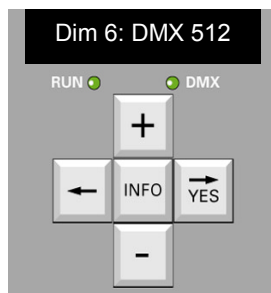 Dim 6: DMX 512
RUN DMX
+
← INFO → YES
-